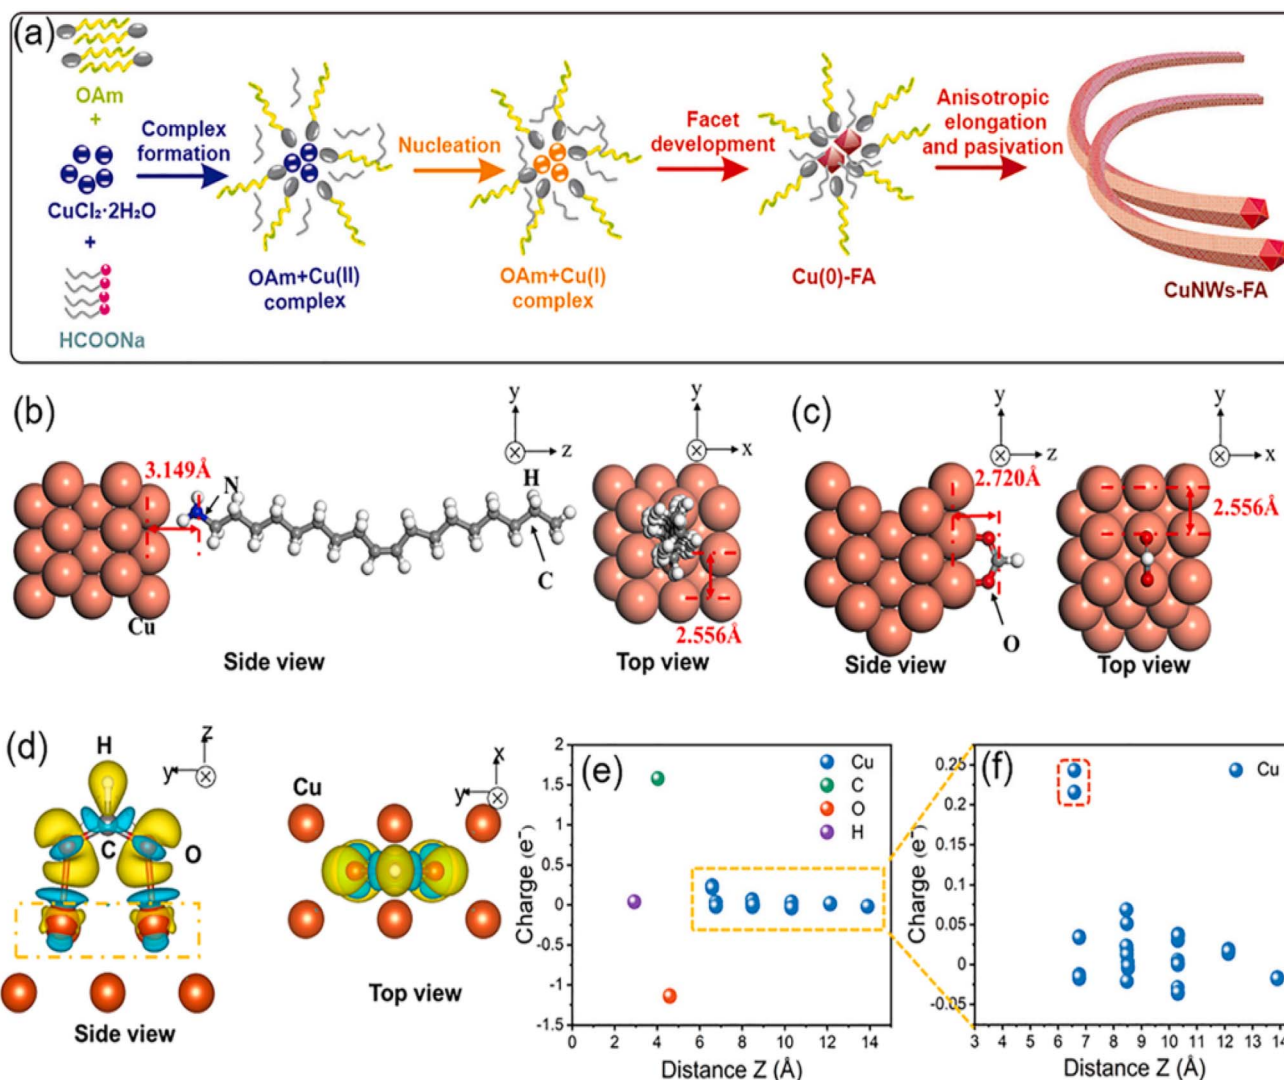 (a)
OAm
+
CuCl₂·2H₂O
+
HCOONa
Complex
formation
OAm+Cu(II)
complex
Nucleation
OAm+Cu(I)
complex
Facet
development
Cu(0)-FA
Anisotropic
elongation
and pasivation
CuNWs-FA
(b)
3.149Å
N
Cu
H
C
y
z
Side view
y
x
2.556Å
Top view
(c)
y
z
2.720Å
O
Side view
y
x
2.556Å
Top view
(d)
H
C
O
z
y
Side view
Cu
x
y
Top view
(e)
Cu
C
O
H
Charge (e⁻)
2
1.5
1
0.5
0
-0.5
-1
-1.5
0 2 4 6 8 10 12 14
Distance Z (Å)
(f)
Cu
Charge (e⁻)
0.25
0.2
0.15
0.1
0.05
0
-0.05
3 4 5 6 7 8 9 10 11 12 13 14
Distance Z (Å)